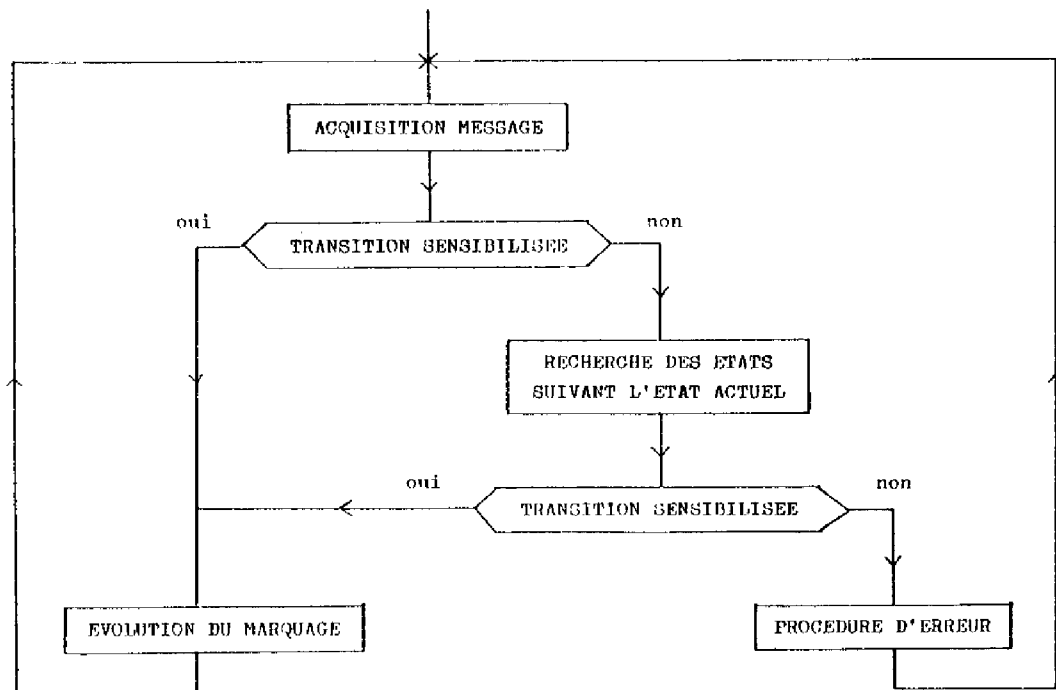 ACQUISITION MESSAGE
oui
non
TRANSITION SENSIBILISEE
RECHERCHE DES ETATS
SUIVANT L'ETAT ACTUEL
oui
non
TRANSITION SENSIBILISEE
EVOLUTION DU MARQUAGE
PROCEDURE D'ERREUR